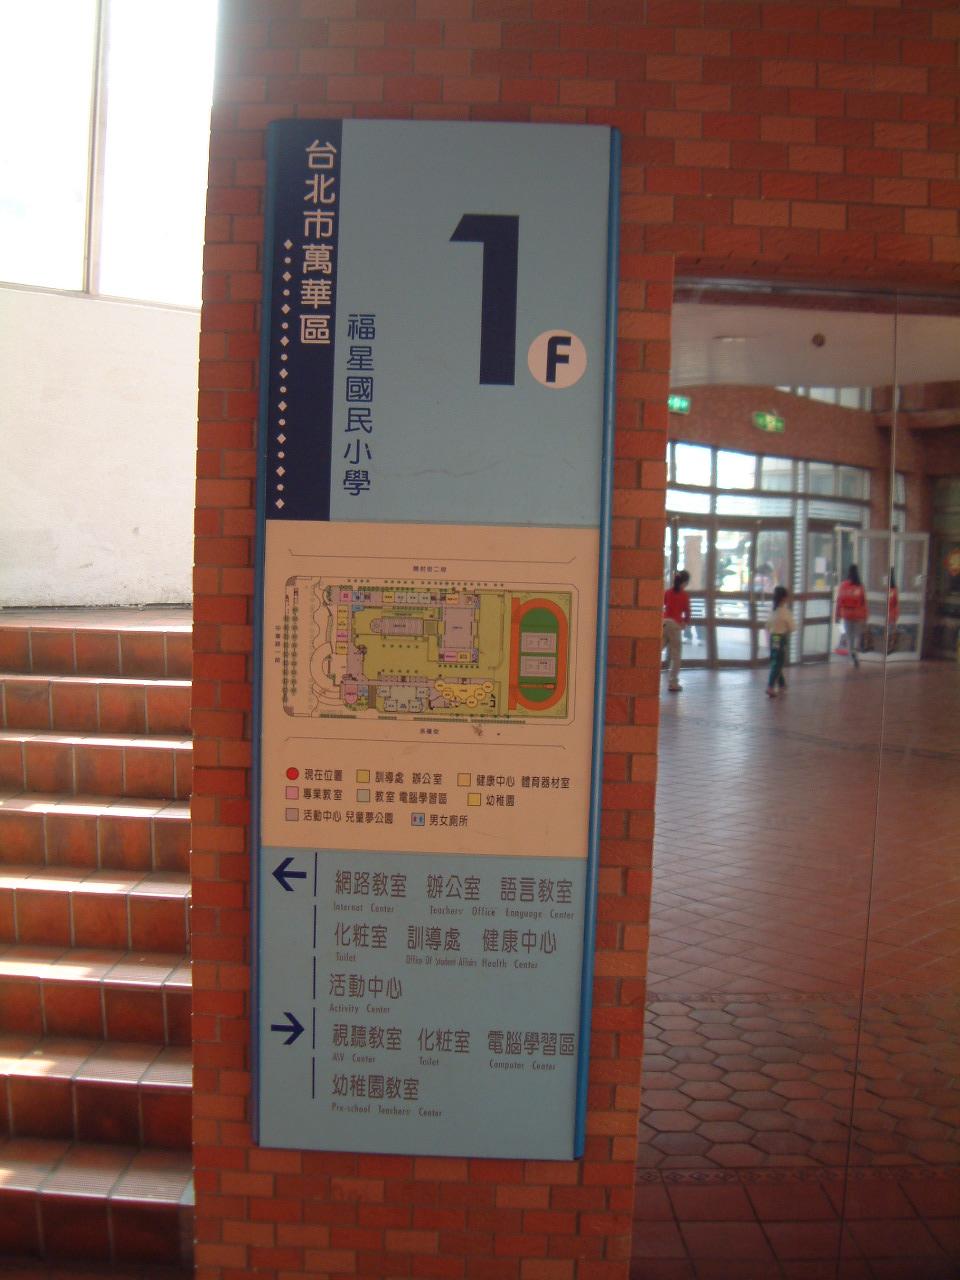 台北市萬華區
福星國民小學
1F
現在位置 訓導處 辦公室 健康中心 體育器材室
專業教室 教室 電腦學習區 幼稚園
活動中心 兒童夢公園 男女廁所
← 網路教室 辦公室 語言教室
Internet Center Teachers' Office Language Center
化粧室 訓導處 健康中心
Toilet Office Of Student Affairs Health Center
活動中心
Activity Center
→ 視聽教室 化粧室 電腦學習區
A\V Center Toilet Computer Center
幼稚園教室
Pre-school Teachers' Center